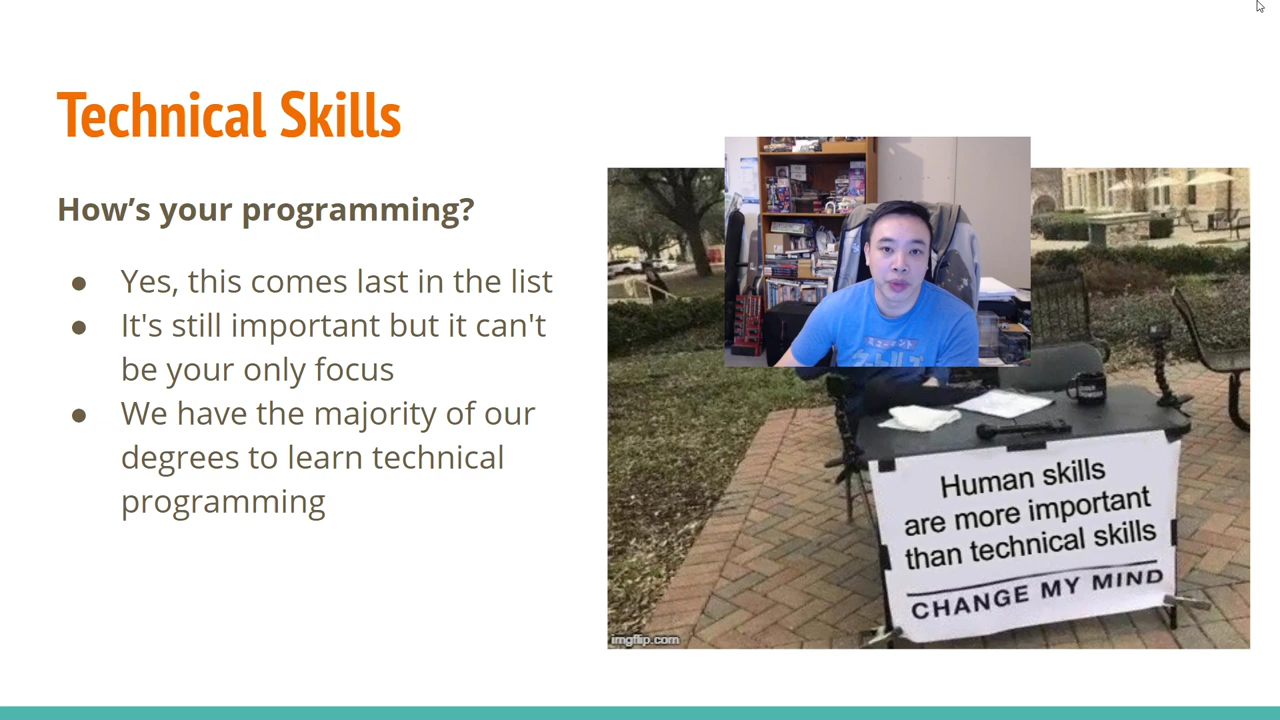 Technical Skills
How's your programming?
● Yes, this comes last in the list
● It's still important but it can't
be your only focus
● We have the majority of our
degrees to learn technical
programming
Human skills
are more important
than technical skills
CHANGE MY MIND
imgflip.com